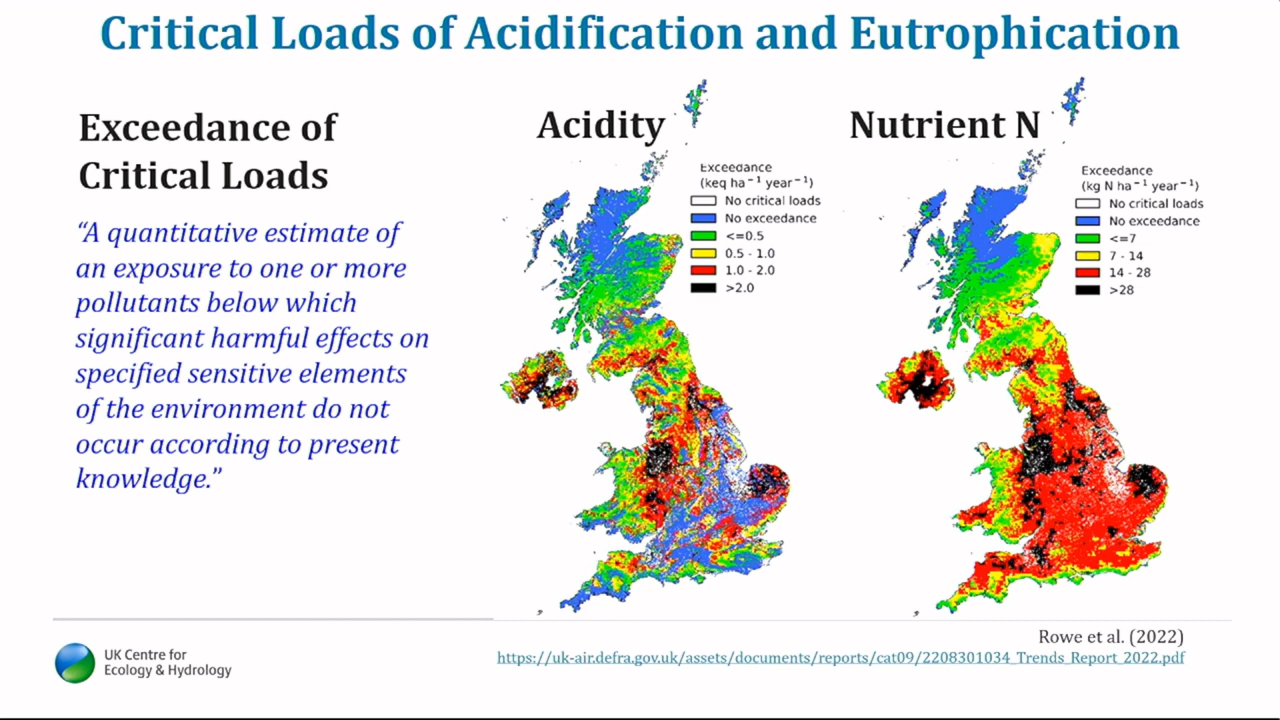 Critical Loads of Acidification and Eutrophication
Exceedance of
Critical Loads
“A quantitative estimate of
an exposure to one or more
pollutants below which
significant harmful effects on
specified sensitive elements
of the environment do not
occur according to present
knowledge.”
Acidity
Exceedance
(keq ha⁻¹ year⁻¹)
No critical loads
No exceedance
<=0.5
0.5 - 1.0
1.0 - 2.0
>2.0
Nutrient N
Exceedance
(kg N ha⁻¹ year⁻¹)
No critical loads
No exceedance
<=7
7 - 14
14 - 28
>28
Rowe et al. (2022)
https://uk-air.defra.gov.uk/assets/documents/reports/cat09/2208301034_Trends_Report_2022.pdf
UK Centre for
Ecology & Hydrology